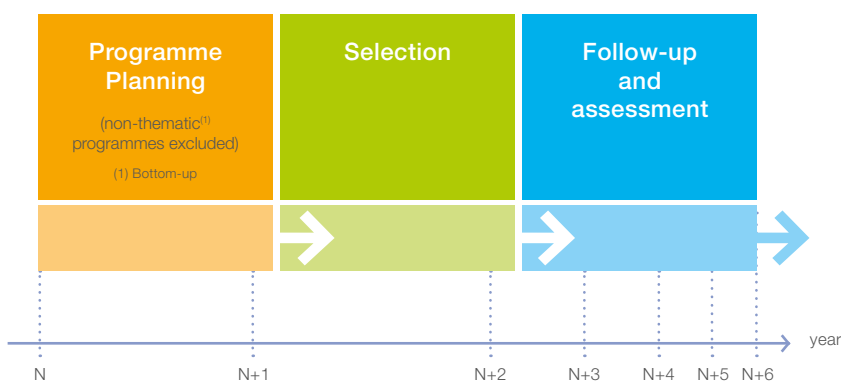 Programme
Planning
(non-thematic(1)
programmes excluded)
(1) Bottom-up
Selection
Follow-up
and
assessment
year
N
N+1
N+2
N+3
N+4
N+5
N+6